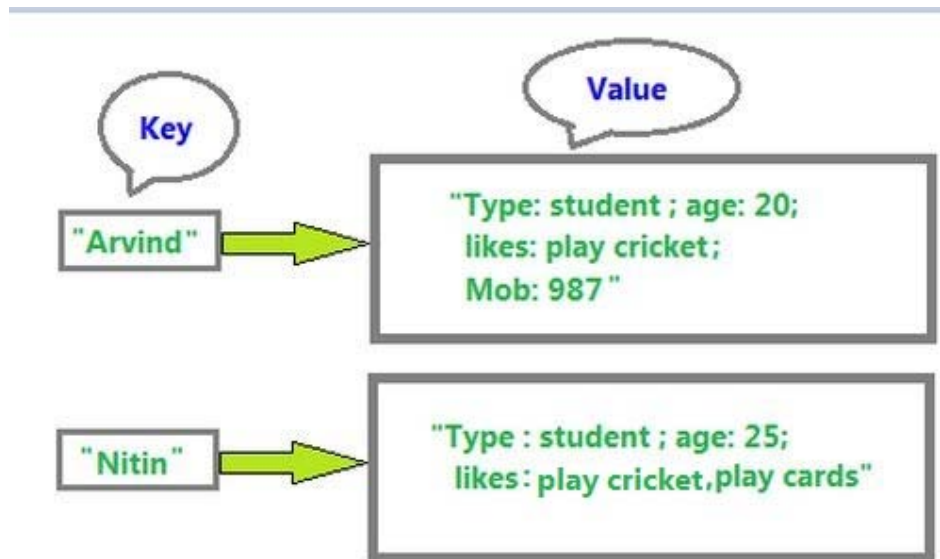 Key
Value
"Arvind"
"Type: student ; age: 20;
likes: play cricket;
Mob: 987 "
"Nitin"
"Type : student ; age: 25;
likes: play cricket,play cards"